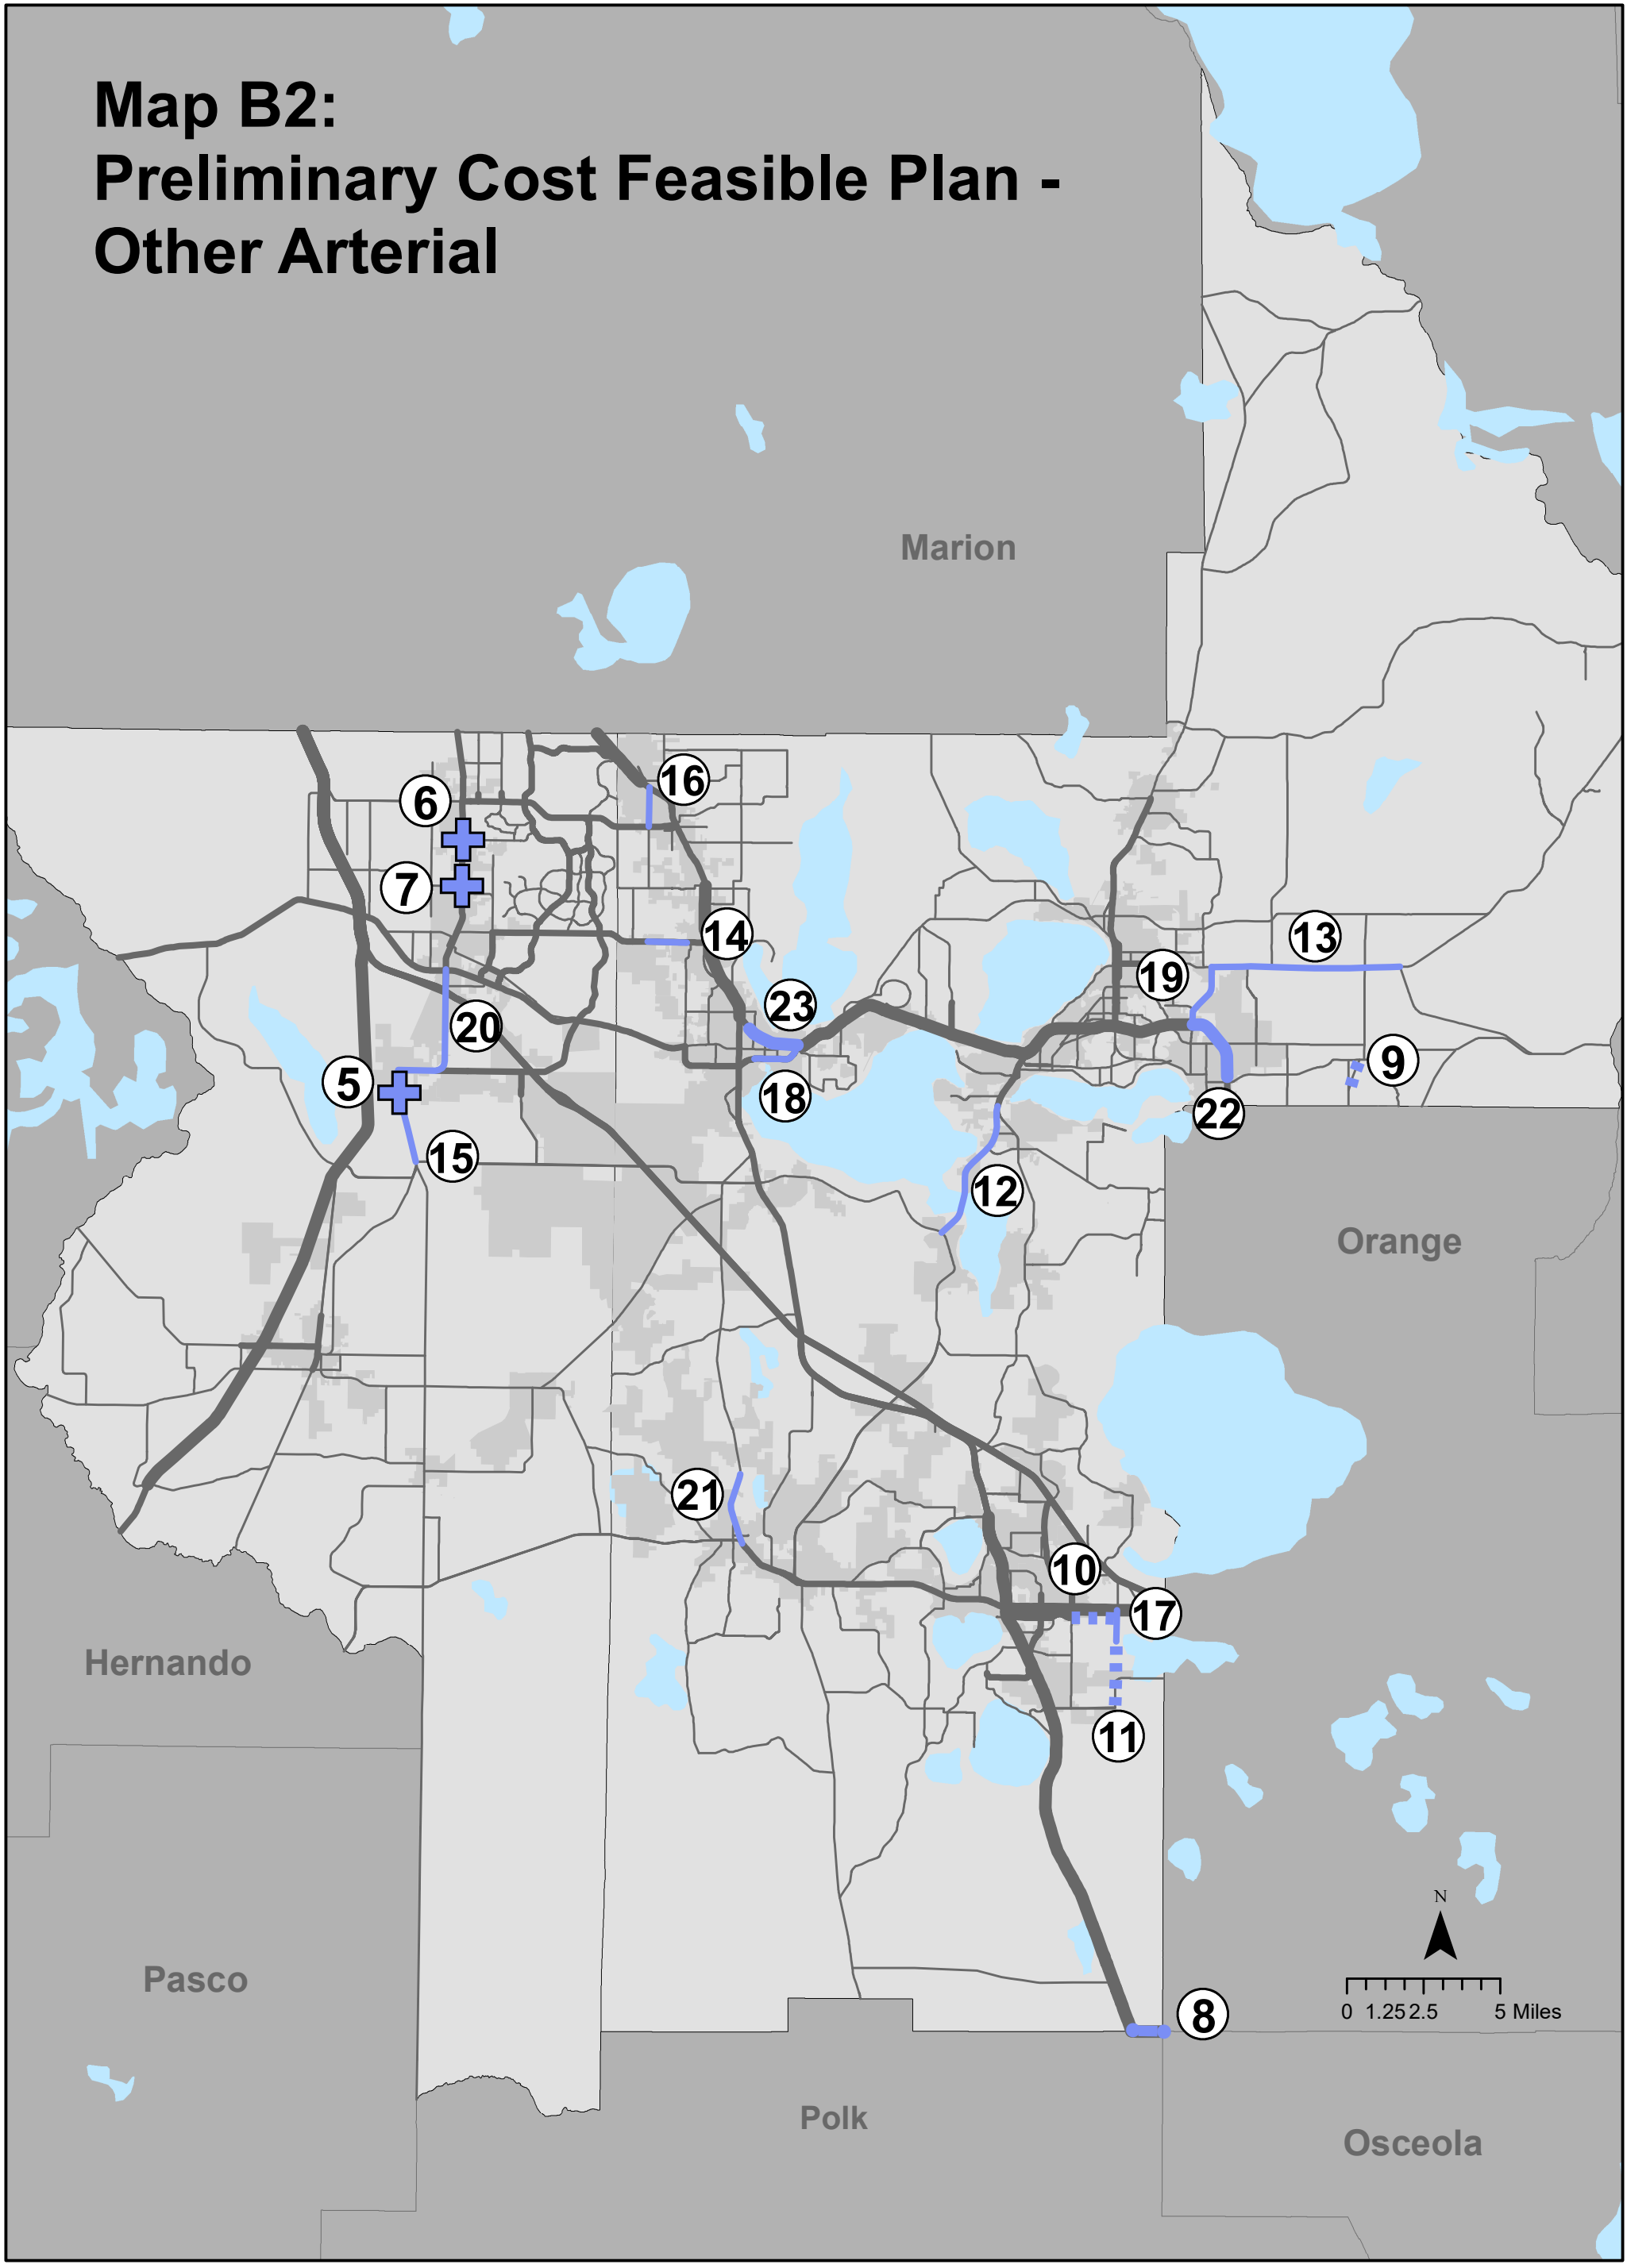 Map B2:
Preliminary Cost Feasible Plan -
Other Arterial
Marion
16
6
7
14
13
19
23
20
9
5
18
22
15
12
Orange
21
10
17
Hernando
11
N
Pasco
0 1.25 2.5 5 Miles
8
Polk
Osceola